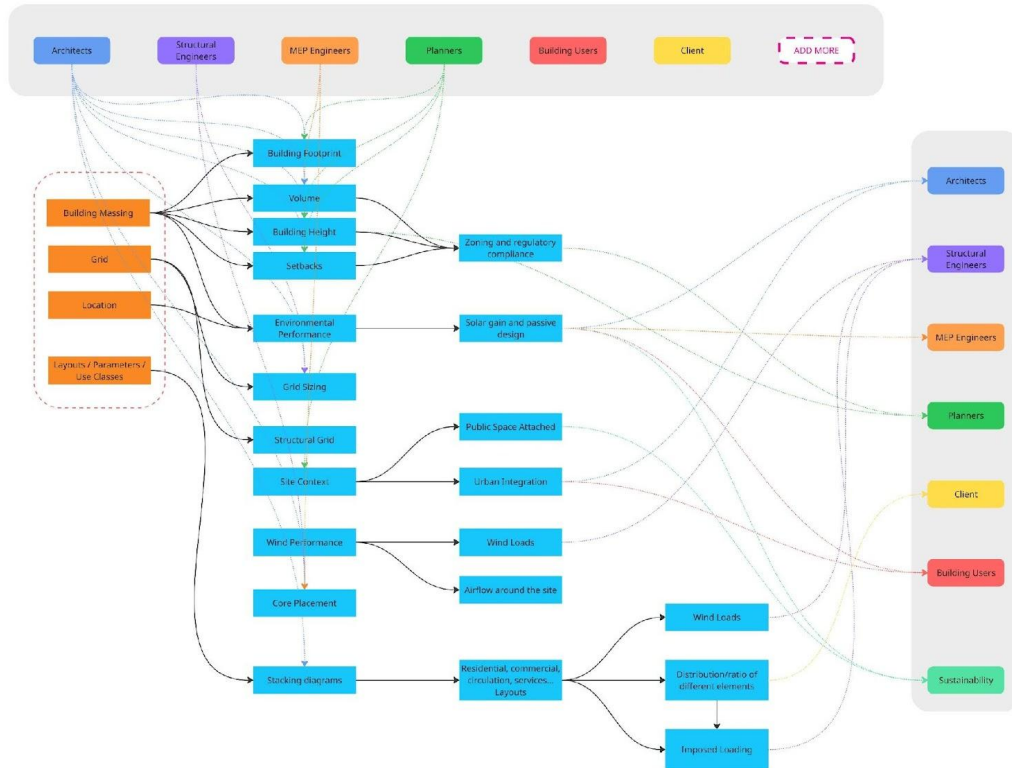 Architects
Structural
Engineers
MEP Engineers
Planners
Building Users
Client
ADD MORE
Building Massing
Grid
Location
Layouts / Parameters /
Use Classes
Building Footprint
Volume
Building Height
Setbacks
Environmental
Performance
Grid Sizing
Structural Grid
Site Context
Wind Performance
Core Placement
Stacking diagrams
Zoning and regulatory
compliance
Solar gain and passive
design
Public Space Attached
Urban Integration
Wind Loads
Airflow around the site
Residential, commercial,
circulation, services...
Layouts
Wind Loads
Distribution/ratio of
different elements
Imposed Loading
Architects
Structural
Engineers
MEP Engineers
Planners
Client
Building Users
Sustainability